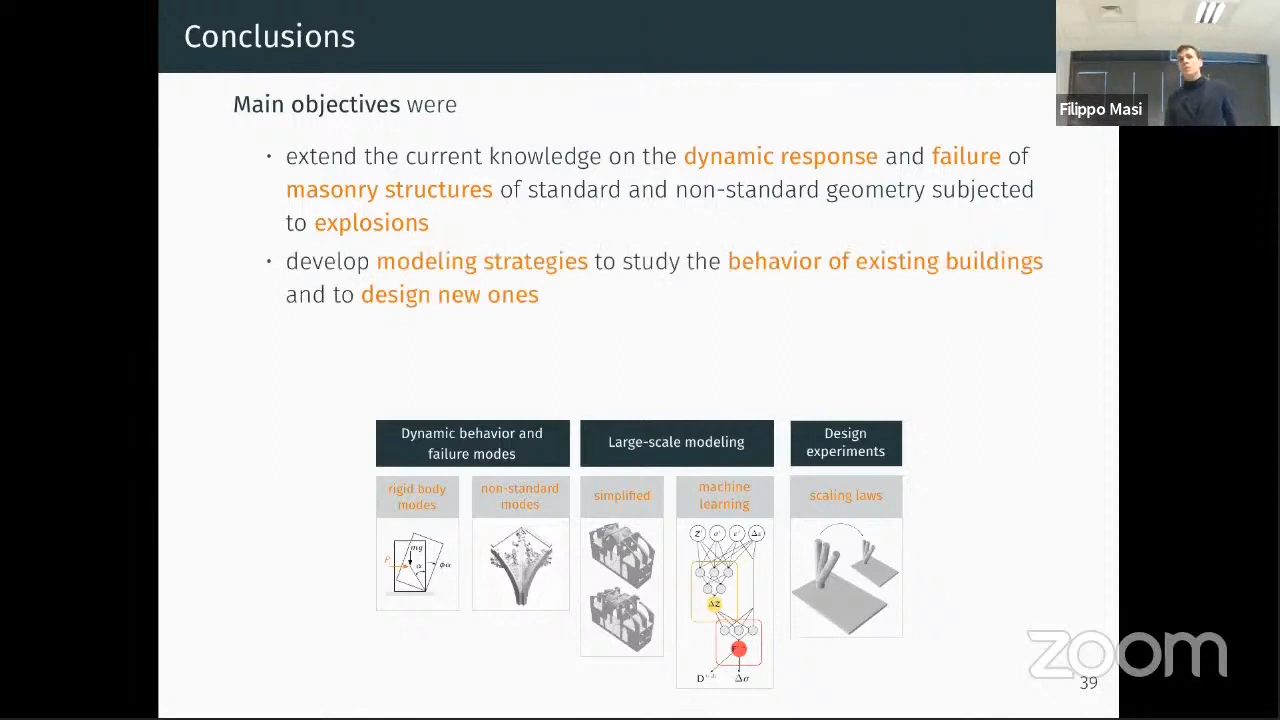 Conclusions
Filippo Masi
Main objectives were
· extend the current knowledge on the dynamic response and failure of
masonry structures of standard and non-standard geometry subjected
to explosions
· develop modeling strategies to study the behavior of existing buildings
and to design new ones
Dynamic behavior and
failure modes
Large-scale modeling
Design
experiments
rigid body
modes
non-standard
modes
simplified
machine
learning
scaling laws
mg
α
ΔZ
Δσ
zoom
39